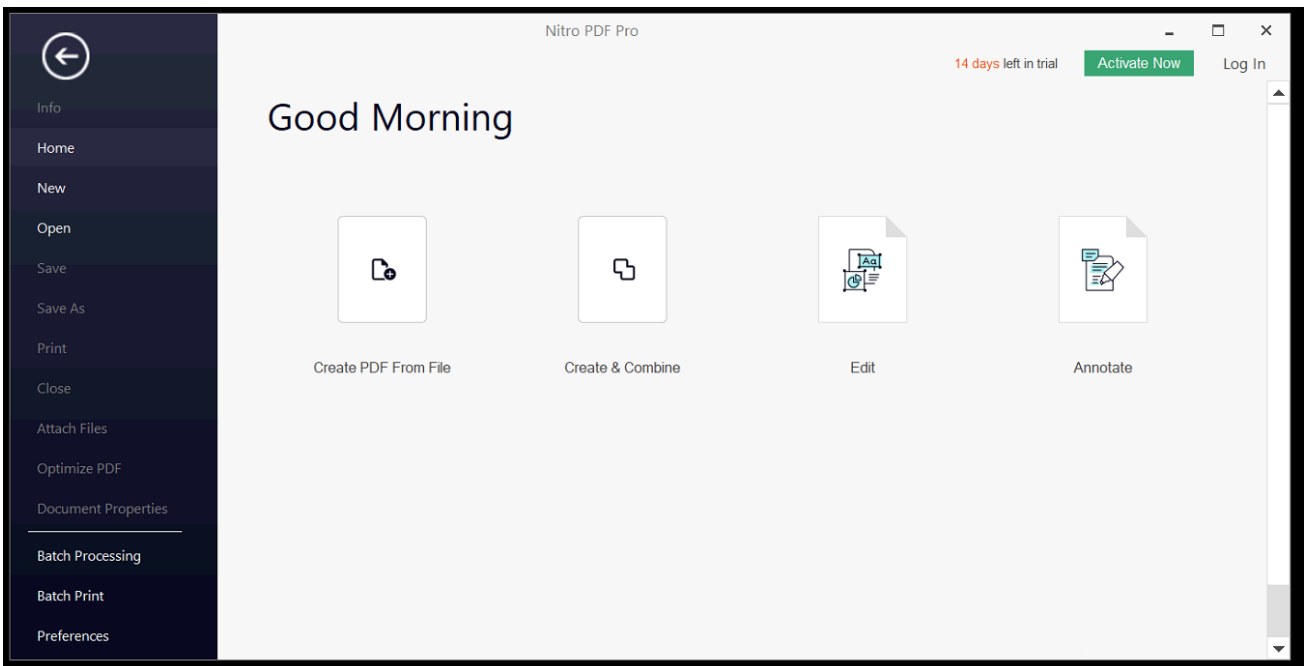 Nitro PDF Pro
14 days left in trial
Activate Now
Log In
Info
Home
New
Open
Save
Save As
Print
Close
Attach Files
Optimize PDF
Document Properties
Batch Processing
Batch Print
Preferences
Good Morning
Aa
Create PDF From File
Create & Combine
Edit
Annotate